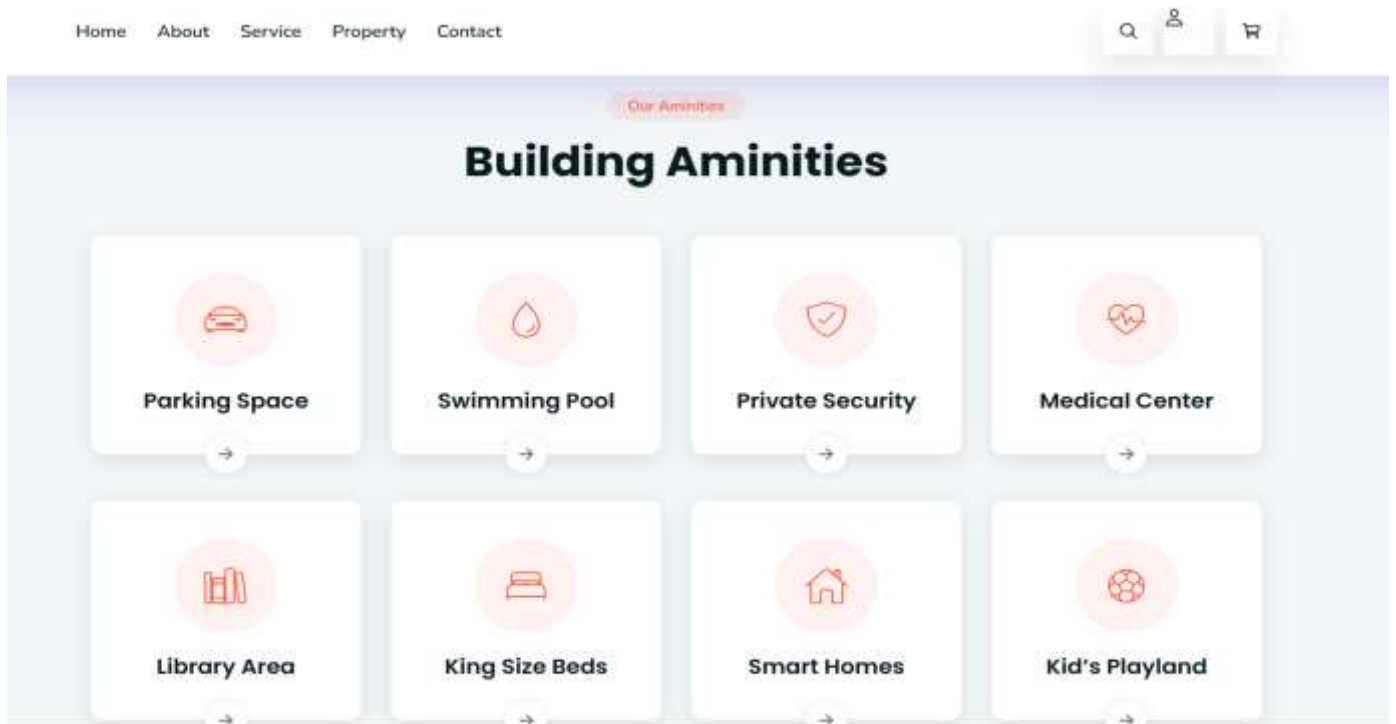 Home About Service Property Contact
Our Aminities
Building Aminities
Parking Space Swimming Pool Private Security Medical Center
Library Area King Size Beds Smart Homes Kid's Playland